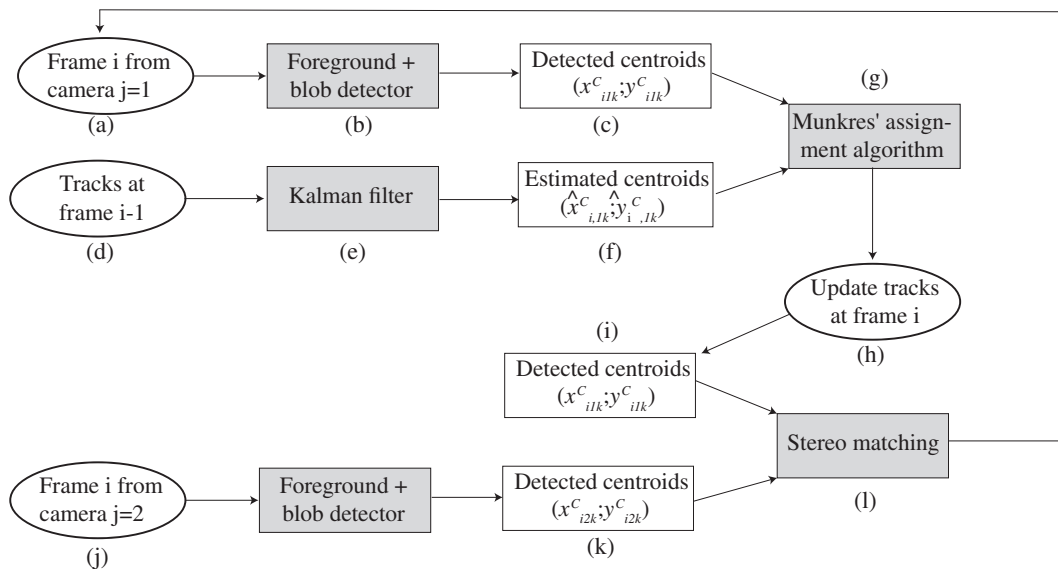 Frame i from
camera j=1
(a)
Foreground +
blob detector
(b)
Detected centroids
(x^C_i1k;y^C_i1k)
(c)
(g)
Munkres' assign-
ment algorithm
Tracks at
frame i-1
(d)
Kalman filter
(e)
Estimated centroids
(x̂^C_i,1k;ŷ_i^C_,1k)
(f)
Update tracks
at frame i
(h)
(i)
Detected centroids
(x^C_i1k;y^C_i1k)
Stereo matching
(l)
Frame i from
camera j=2
(j)
Foreground +
blob detector
Detected centroids
(x^C_i2k;y^C_i2k)
(k)